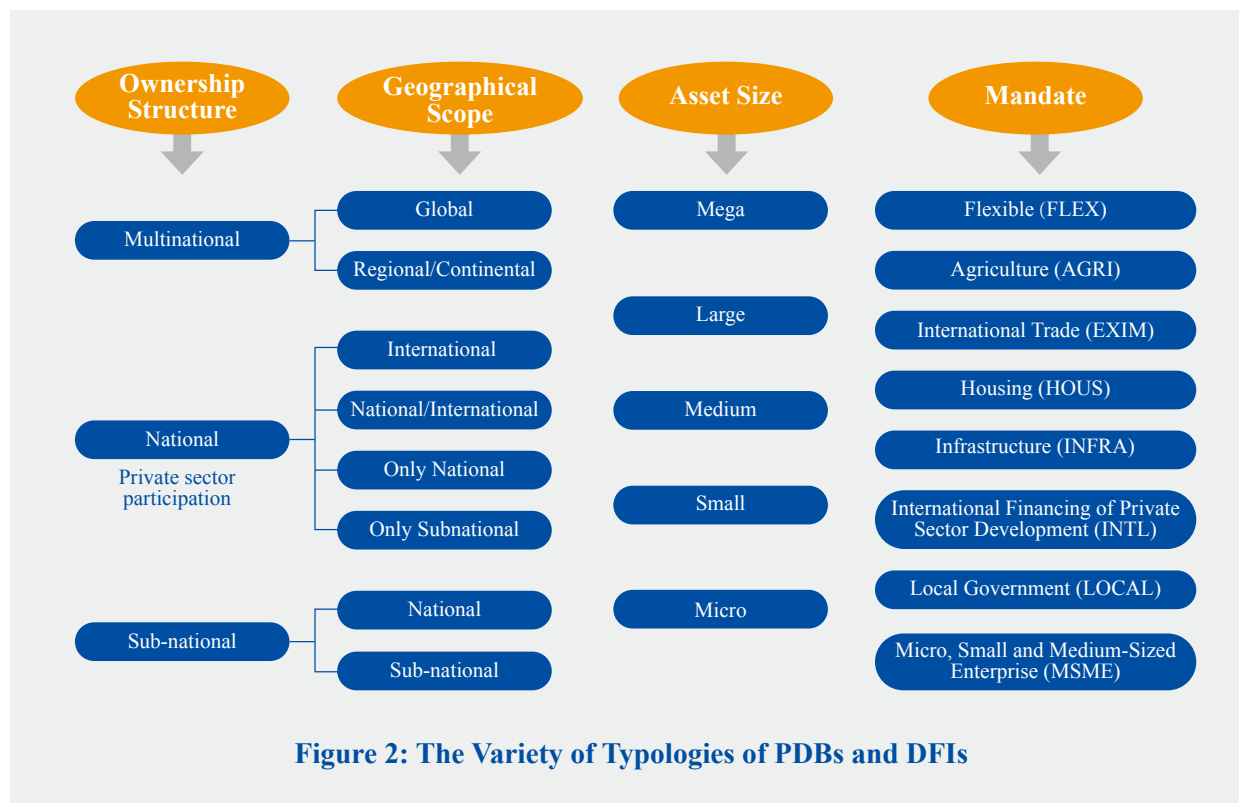 Ownership
Structure
Geographical
Scope
Asset Size
Mandate
Multinational
Global
Regional/Continental
National
Private sector
participation
International
National/International
Only National
Only Subnational
Sub-national
National
Sub-national
Mega
Large
Medium
Small
Micro
Flexible (FLEX)
Agriculture (AGRI)
International Trade (EXIM)
Housing (HOUS)
Infrastructure (INFRA)
International Financing of Private
Sector Development (INTL)
Local Government (LOCAL)
Micro, Small and Medium-Sized
Enterprise (MSME)
Figure 2: The Variety of Typologies of PDBs and DFIs